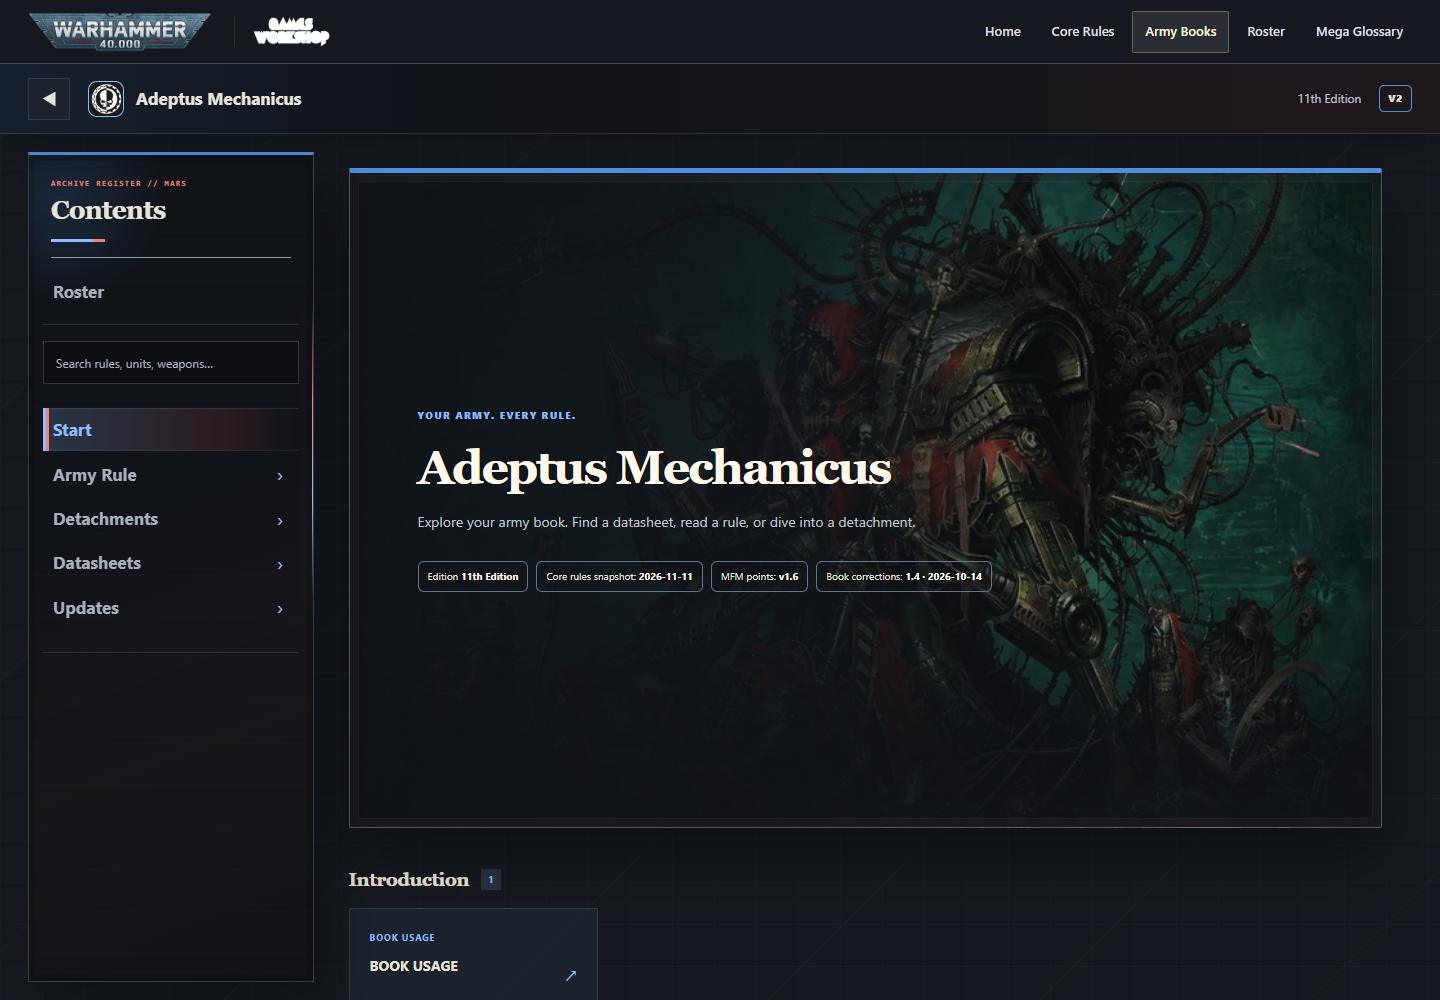 WARHAMMER
40,000
GAMES
WORKSHOP
Home
Core Rules
Army Books
Roster
Mega Glossary
Adeptus Mechanicus
11th Edition
V2
ARCHIVE REGISTER // MARS
Contents
Roster
Search rules, units, weapons...
Start
Army Rule
Detachments
Datasheets
Updates
YOUR ARMY. EVERY RULE.
Adeptus Mechanicus
Explore your army book. Find a datasheet, read a rule, or dive into a detachment.
Edition 11th Edition
Core rules snapshot: 2026-11-11
MFM points: v1.6
Book corrections: 1.4 · 2026-10-14
Introduction
1
BOOK USAGE
BOOK USAGE